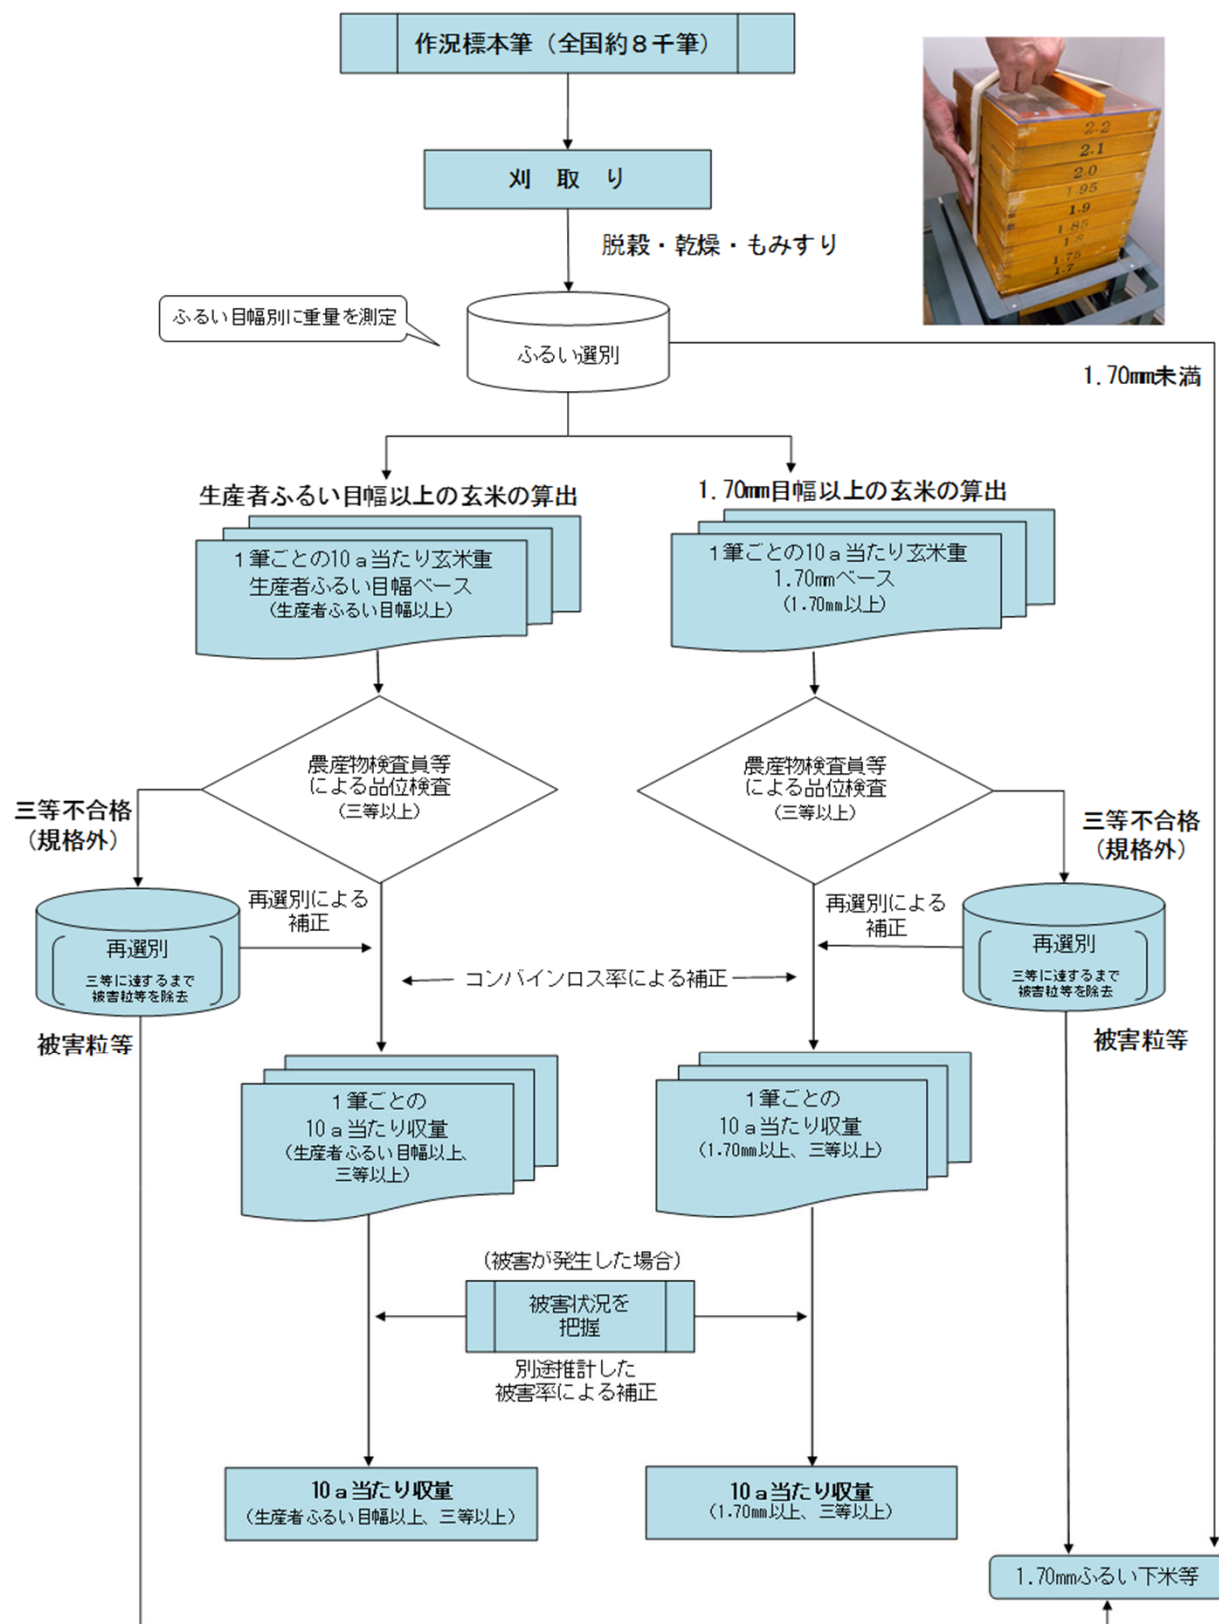 作況標本筆（全国約８千筆）
2.2
2.1
2.0
1.95
1.9
1.85
1.8
1.75
1.7
刈　取　り
脱穀・乾燥・もみすり
ふるい目幅別に重量を測定
ふるい選別
1.70mm未満
生産者ふるい目幅以上の玄米の算出
1.70mm目幅以上の玄米の算出
１筆ごとの10ａ当たり玄米重
生産者ふるい目幅ベース
（生産者ふるい目幅以上）
１筆ごとの10ａ当たり玄米重
1.70mmベース
（1.70mm以上）
農産物検査員等
による品位検査
（三等以上）
農産物検査員等
による品位検査
（三等以上）
三等不合格
（規格外）
三等不合格
（規格外）
再選別による
補正
再選別による
補正
再選別
三等に達するまで
被害粒等を除去
再選別
三等に達するまで
被害粒等を除去
コンバインロス率による補正
被害粒等
被害粒等
１筆ごとの
10ａ当たり収量
（生産者ふるい目幅以上、
三等以上）
１筆ごとの
10ａ当たり収量
（1.70mm以上、三等以上）
（被害が発生した場合）
被害状況を
把握
別途推計した
被害率による補正
10ａ当たり収量
（生産者ふるい目幅以上、三等以上）
10ａ当たり収量
（1.70mm以上、三等以上）
1.70mmふるい下米等